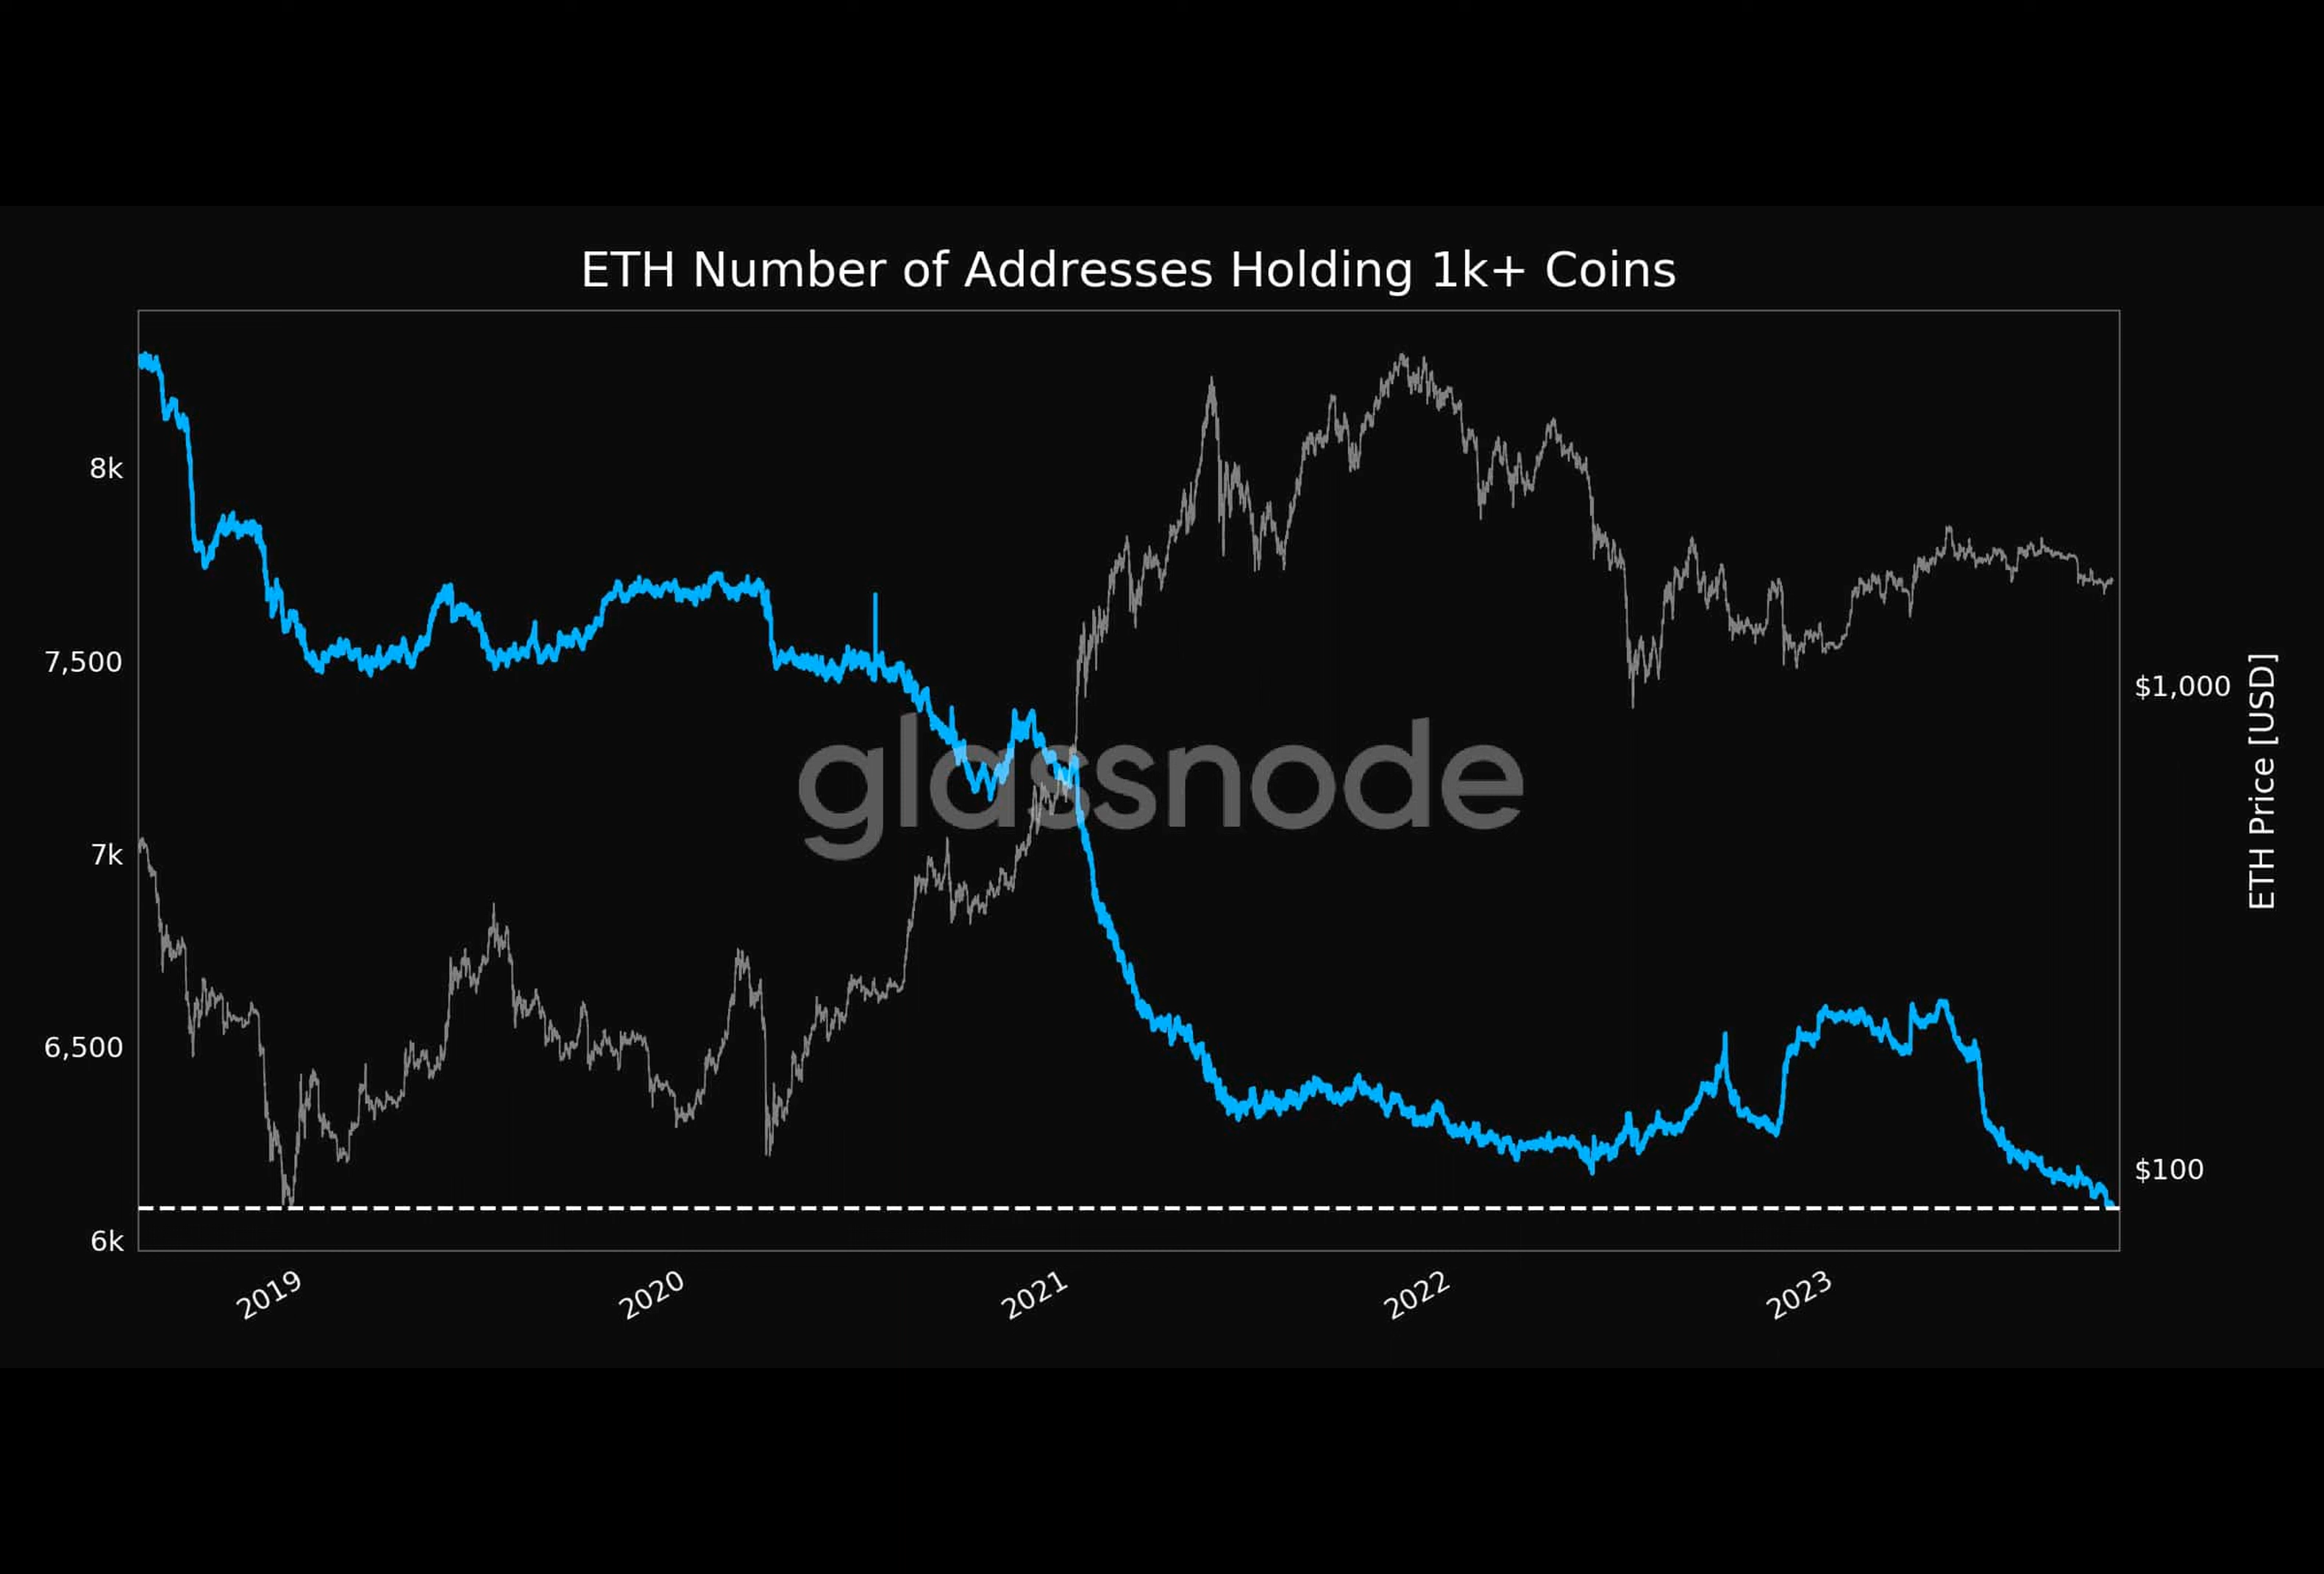 ETH Number of Addresses Holding 1k+ Coins
8k
7,500
7k
6,500
6k
glassnode
$1,000
$100
ETH Price [USD]
2019
2020
2021
2022
2023